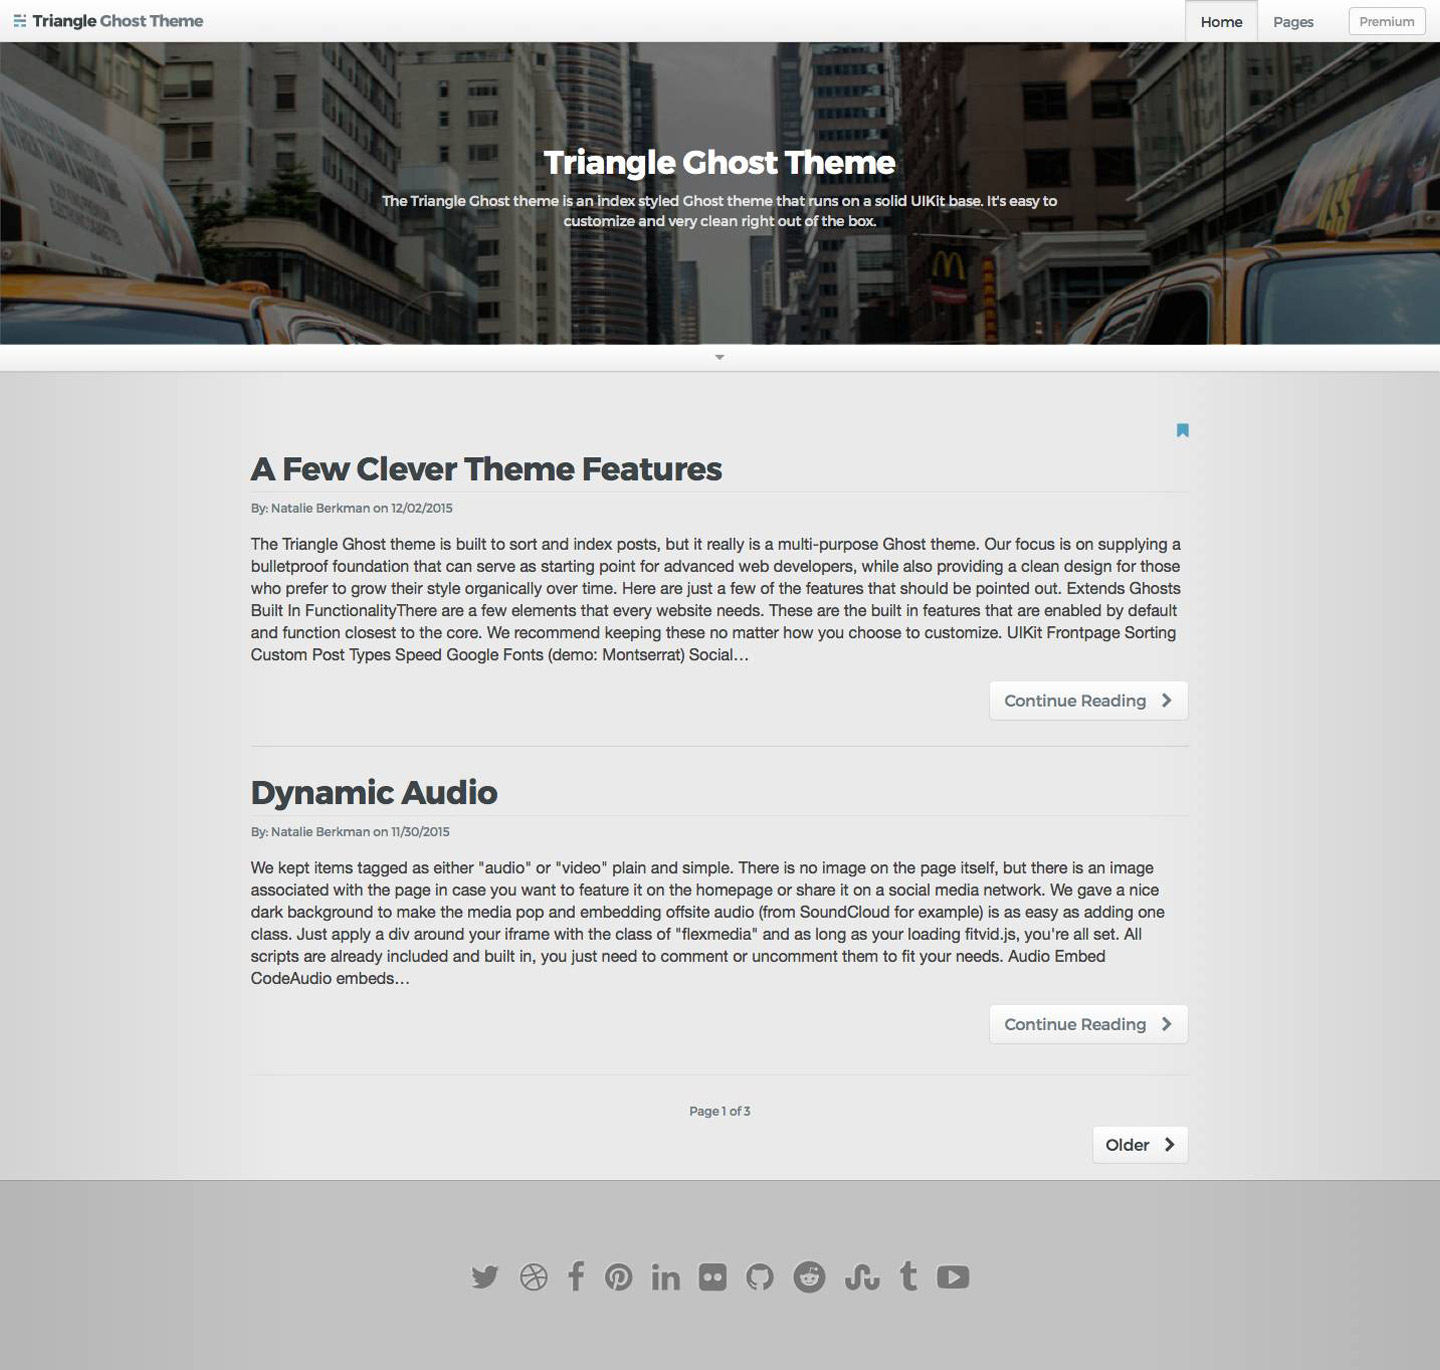 Triangle Ghost Theme
Home
Pages
Premium
Triangle Ghost Theme
The Triangle Ghost theme is an index styled Ghost theme that runs on a solid UIKit base. It's easy to
customize and very clean right out of the box.
A Few Clever Theme Features
By: Natalie Berkman on 12/02/2015
The Triangle Ghost theme is built to sort and index posts, but it really is a multi-purpose Ghost theme. Our focus is on supplying a
bulletproof foundation that can serve as starting point for advanced web developers, while also providing a clean design for those
who prefer to grow their style organically over time. Here are just a few of the features that should be pointed out. Extends Ghosts
Built In FunctionalityThere are a few elements that every website needs. These are the built in features that are enabled by default
and function closest to the core. We recommend keeping these no matter how you choose to customize. UIKit Frontpage Sorting
Custom Post Types Speed Google Fonts (demo: Montserrat) Social…
Continue Reading
Dynamic Audio
By: Natalie Berkman on 11/30/2015
We kept items tagged as either "audio" or "video" plain and simple. There is no image on the page itself, but there is an image
associated with the page in case you want to feature it on the homepage or share it on a social media network. We gave a nice
dark background to make the media pop and embedding offsite audio (from SoundCloud for example) is as easy as adding one
class. Just apply a div around your iframe with the class of "flexmedia" and as long as your loading fitvid.js, you're all set. All
scripts are already included and built in, you just need to comment or uncomment them to fit your needs. Audio Embed
CodeAudio embeds…
Continue Reading
Page 1 of 3
Older